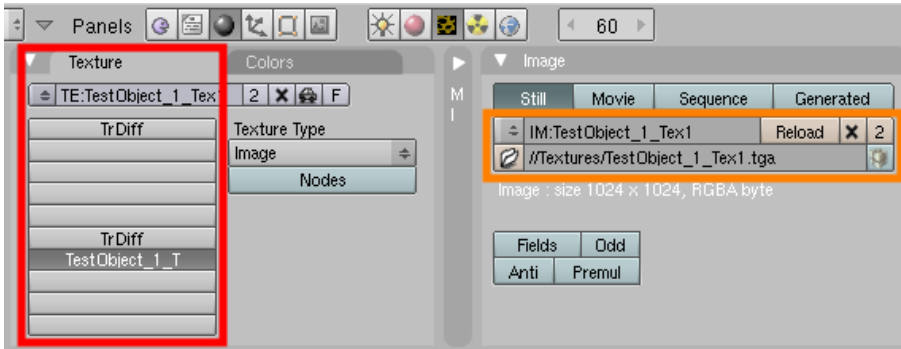 Panels 60
Texture Colors
TE:TestObject_1_Tex 2 F
TrDiff
TrDiff
TestObject_1_T
Texture Type
Image
Nodes
M
I
Image
Still Movie Sequence Generated
IM:TestObject_1_Tex1 Reload 2
//Textures/TestObject_1_Tex1.tga
Image : size 1024 x 1024, RGBA byte
Fields Odd
Anti Premul